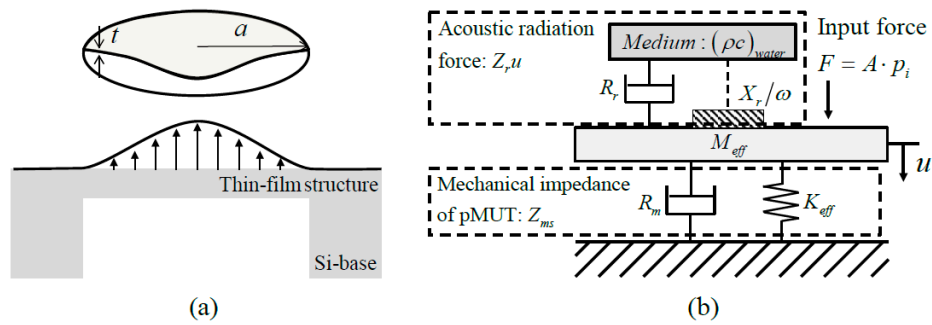 t
a
Thin-film structure
Si-base
(a)
Acoustic radiation
force: Z_r u
Medium : (ρc)_water
R_r
X_r/ω
Input force
F = A · p_i
M_eff
u
Mechanical impedance
of pMUT: Z_ms
R_m
K_eff
(b)